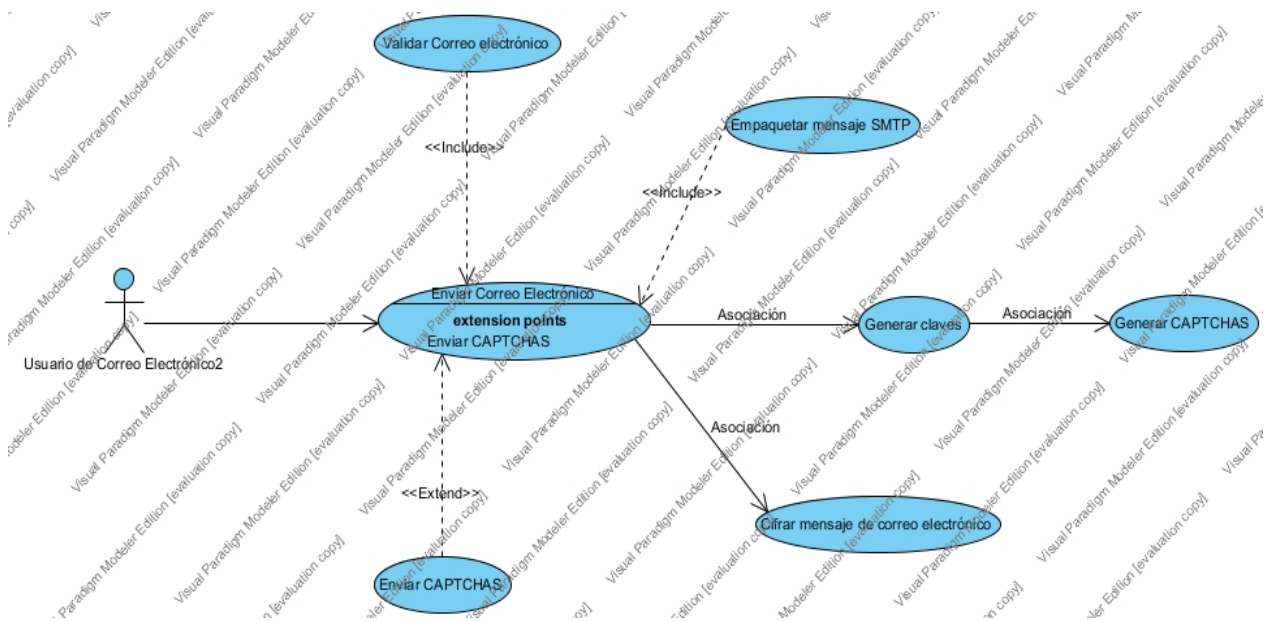 Validar Correo electrónico
Empaquetar mensaje SMTP
<<Include>>
<<Include>>
Enviar Correo Electrónico
extension points
Enviar CAPTCHAS
Asociación
Generar claves
Asociación
Generar CAPTCHAS
Usuario de Correo Electrónico2
Asociación
<<Extend>>
Cifrar mensaje de correo electrónico
Enviar CAPTCHAS
Visual Paradigm Modeler Edition [evaluation copy]